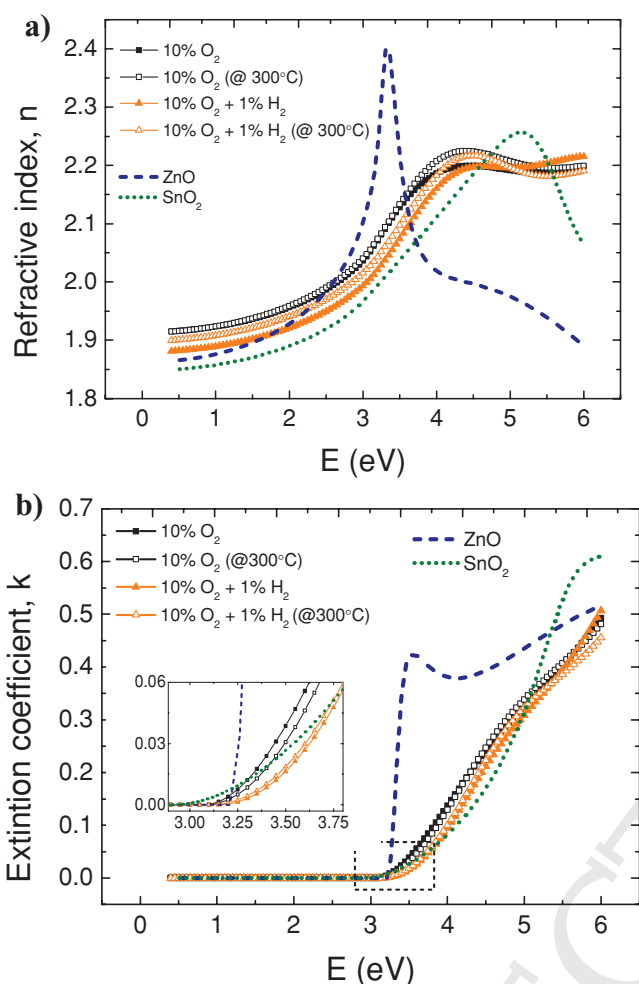 a)
2.4
2.3
2.2
2.1
2.0
1.9
1.8
Refractive index, n
10% O₂
10% O₂ (@ 300°C)
10% O₂ + 1% H₂
10% O₂ + 1% H₂ (@ 300°C)
ZnO
SnO₂
0 1 2 3 4 5 6
E (eV)
b)
0.7
0.6
0.5
0.4
0.3
0.2
0.1
0.0
Extintion coefficient, k
10% O₂
10% O₂ (@300°C)
10% O₂ + 1% H₂
10% O₂ + 1% H₂ (@300°C)
ZnO
SnO₂
0.06
0.03
0.00
3.00 3.25 3.50 3.75
0 1 2 3 4 5 6
E (eV)